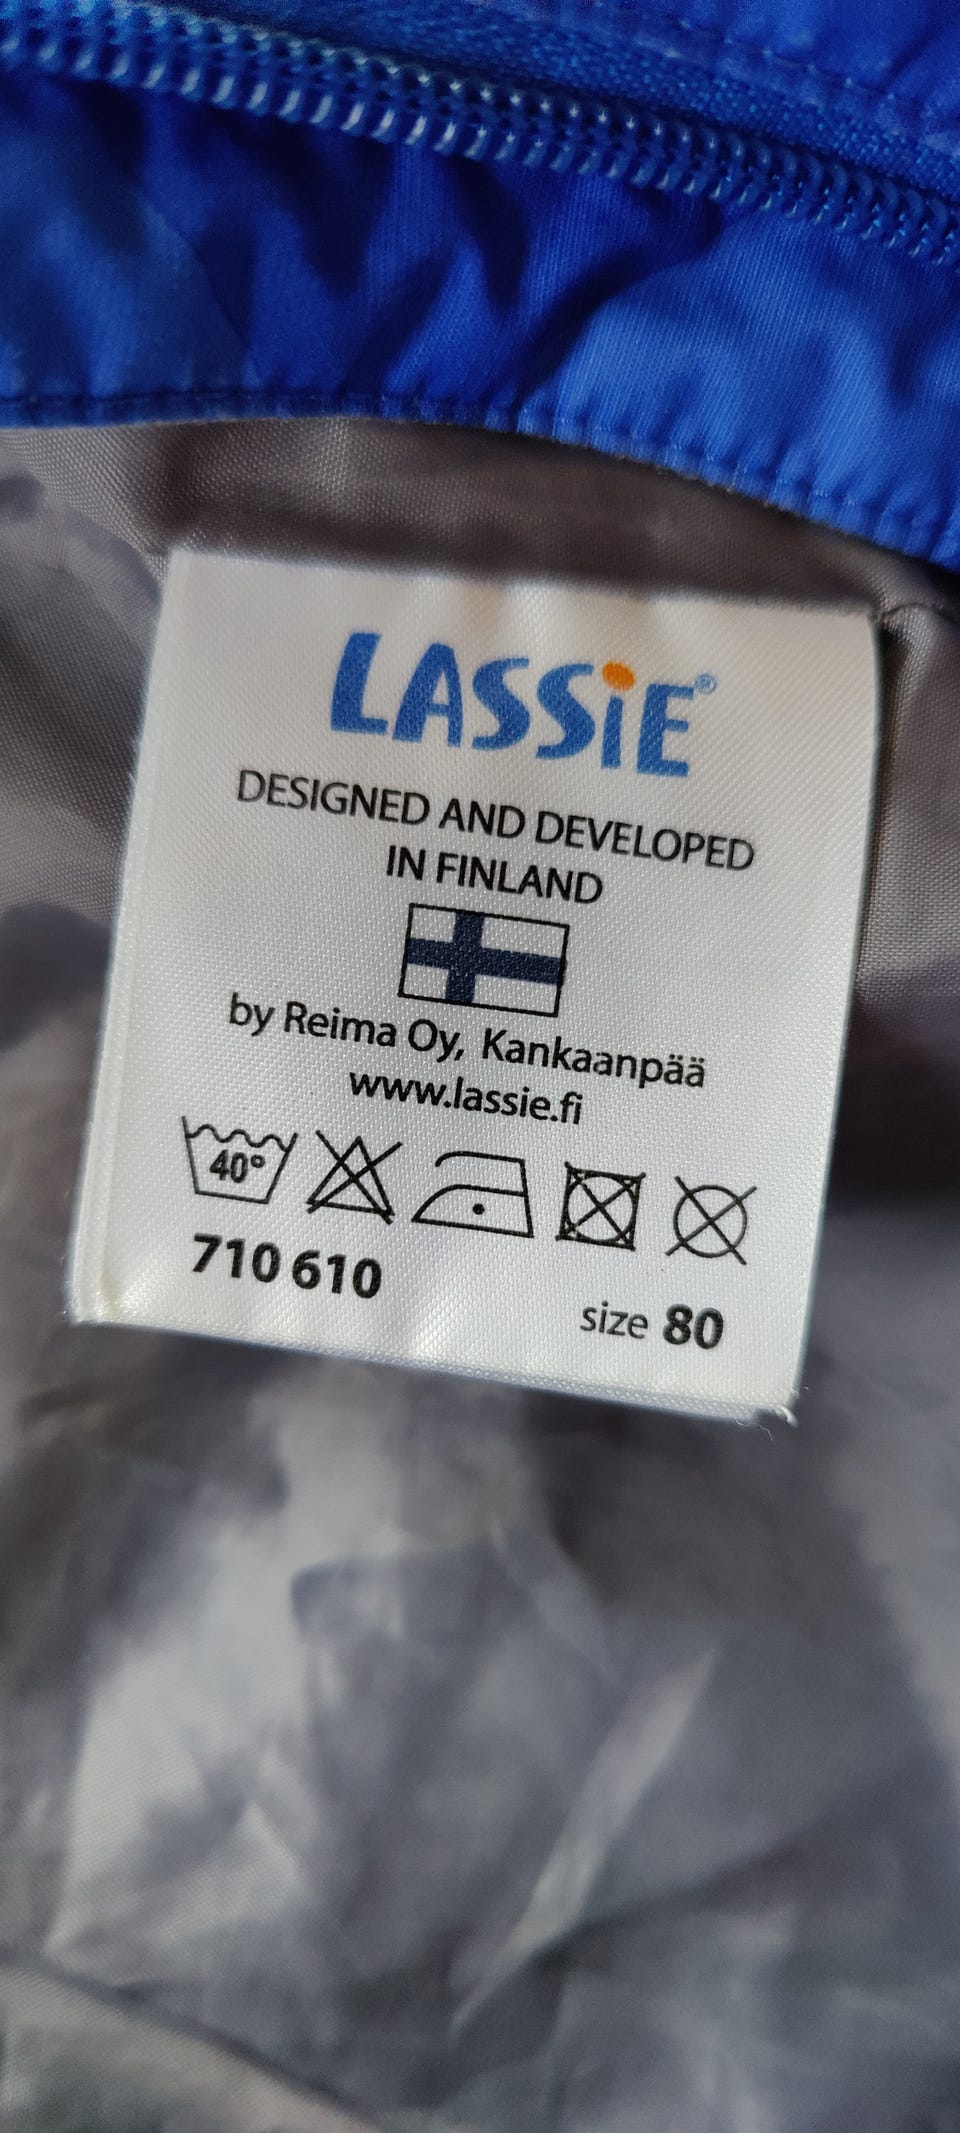 LASSiE®
DESIGNED AND DEVELOPED
IN FINLAND
by Reima Oy, Kankaanpää
www.lassie.fi
40°
710 610
size 80